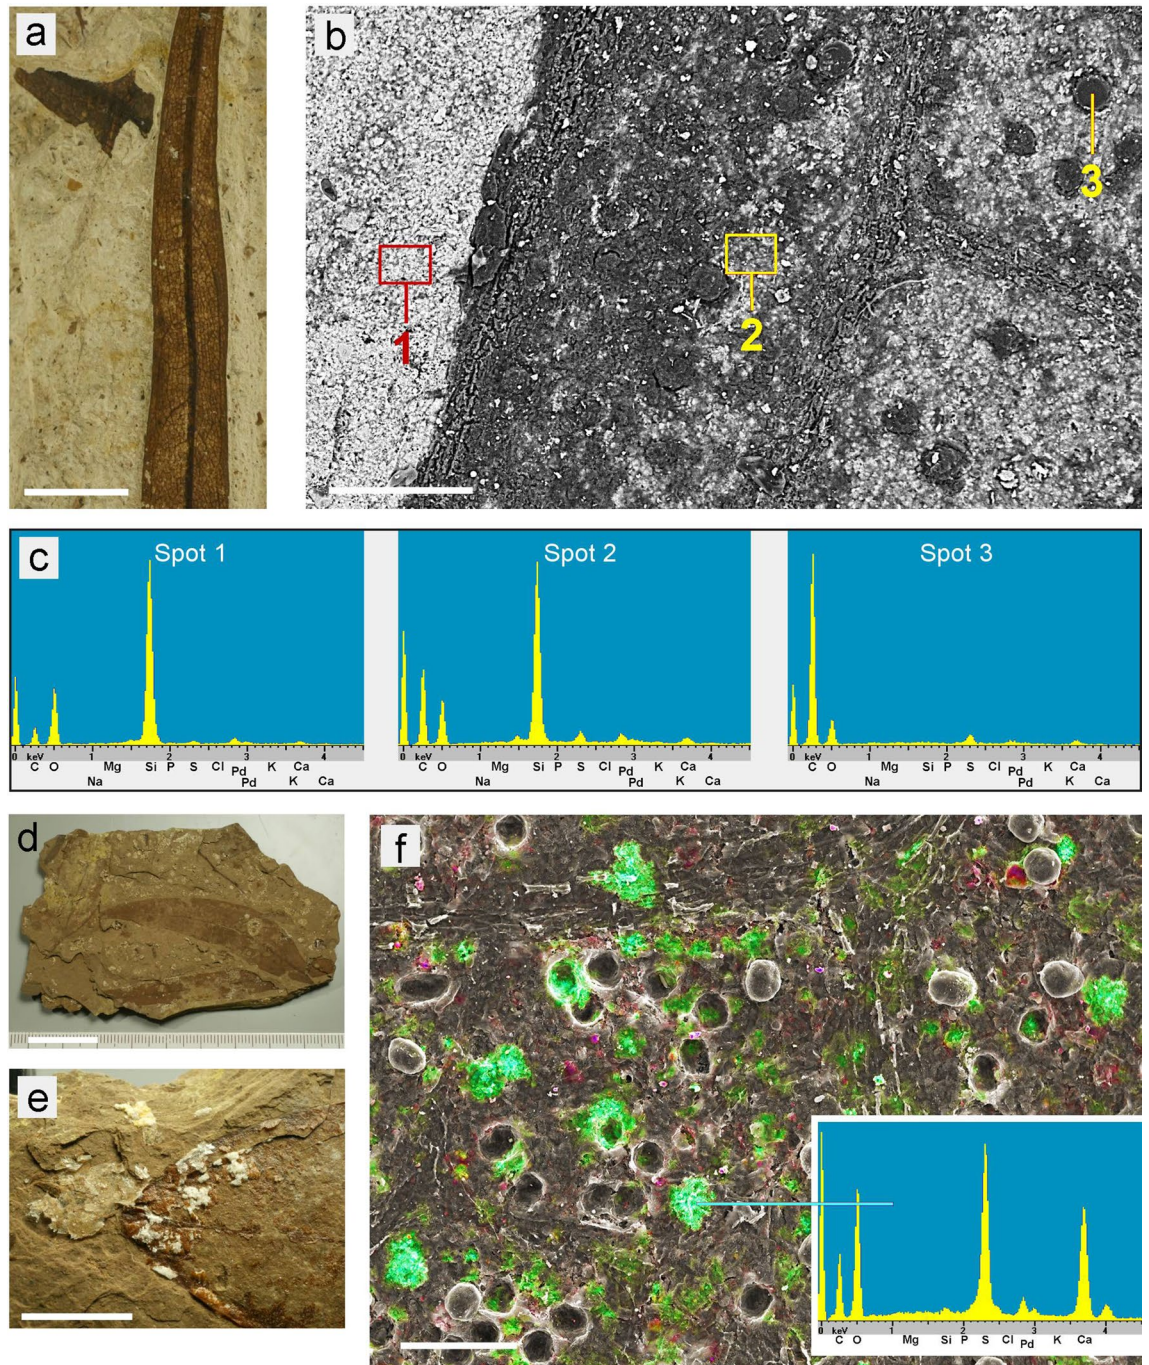 a
b
1
2
3
c
Spot 1
Spot 2
Spot 3
0 keV 1 2 3 4
C O Mg Si P S Cl Pd K Ca
Na Pd K Ca
0 keV 1 2 3 4
C O Mg Si P S Cl Pd K Ca
Na Pd K Ca
0 keV 1 2 3 4
C O Mg Si P S Cl Pd K Ca
Na Pd K Ca
d
f
e
0 keV 1 2 3 4
C O Mg Si P S Cl Pd K Ca